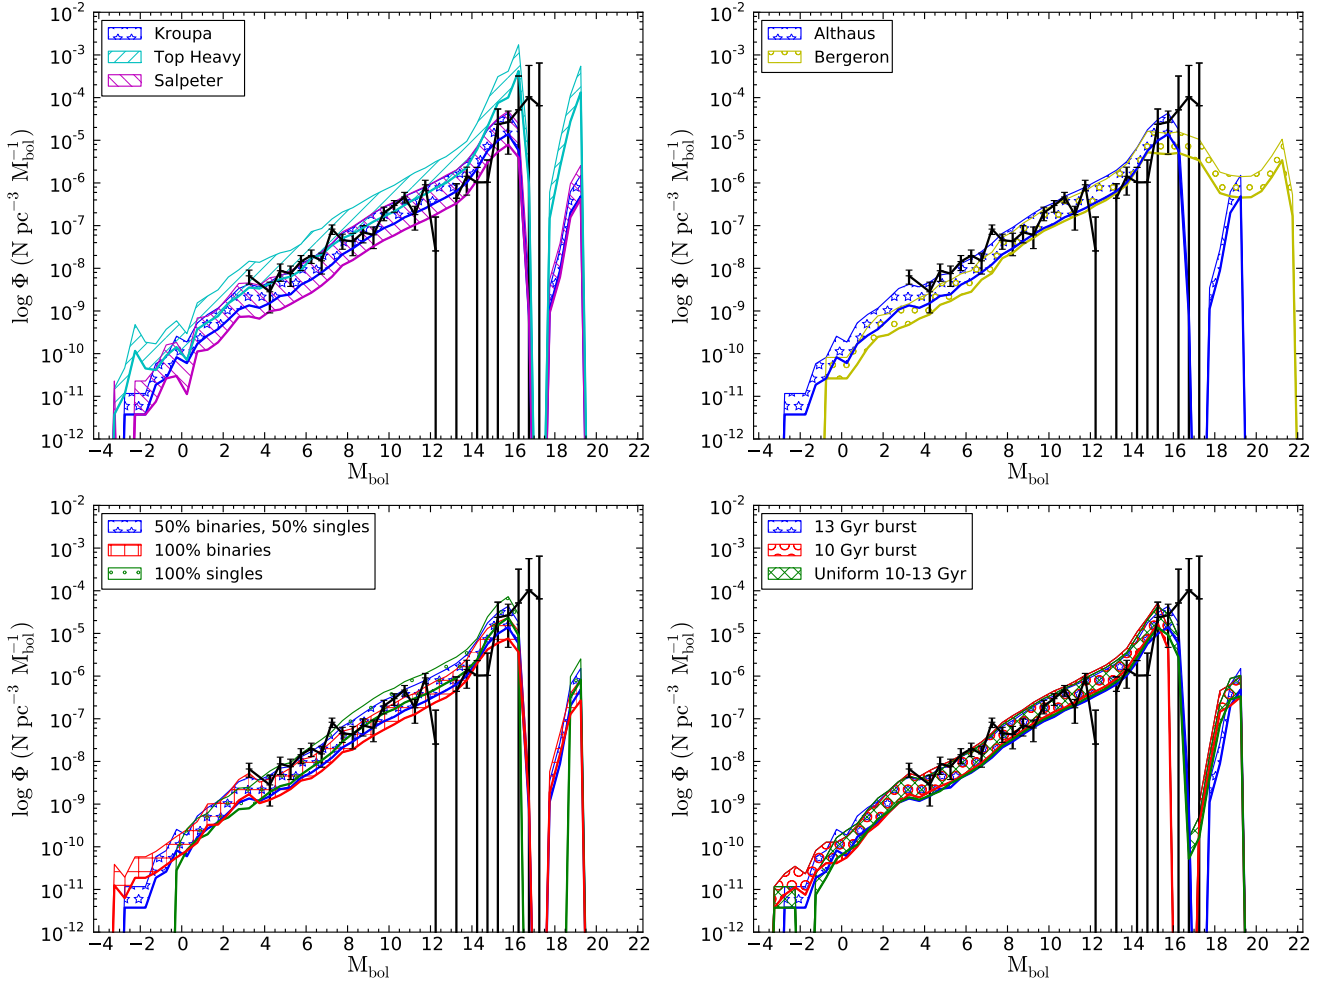 10^-2
10^-3
10^-4
10^-5
10^-6
10^-7
10^-8
10^-9
10^-10
10^-11
10^-12
log Φ (N pc^-3 M_bol^-1)
Kroupa
Top Heavy
Salpeter
−4 −2 0 2 4 6 8 10 12 14 16 18 20 22
M_bol
10^-2
10^-3
10^-4
10^-5
10^-6
10^-7
10^-8
10^-9
10^-10
10^-11
10^-12
log Φ (N pc^-3 M_bol^-1)
Althaus
Bergeron
−4 −2 0 2 4 6 8 10 12 14 16 18 20 22
M_bol
10^-2
10^-3
10^-4
10^-5
10^-6
10^-7
10^-8
10^-9
10^-10
10^-11
10^-12
log Φ (N pc^-3 M_bol^-1)
50% binaries, 50% singles
100% binaries
100% singles
−4 −2 0 2 4 6 8 10 12 14 16 18 20 22
M_bol
10^-2
10^-3
10^-4
10^-5
10^-6
10^-7
10^-8
10^-9
10^-10
10^-11
10^-12
log Φ (N pc^-3 M_bol^-1)
13 Gyr burst
10 Gyr burst
Uniform 10-13 Gyr
−4 −2 0 2 4 6 8 10 12 14 16 18 20 22
M_bol